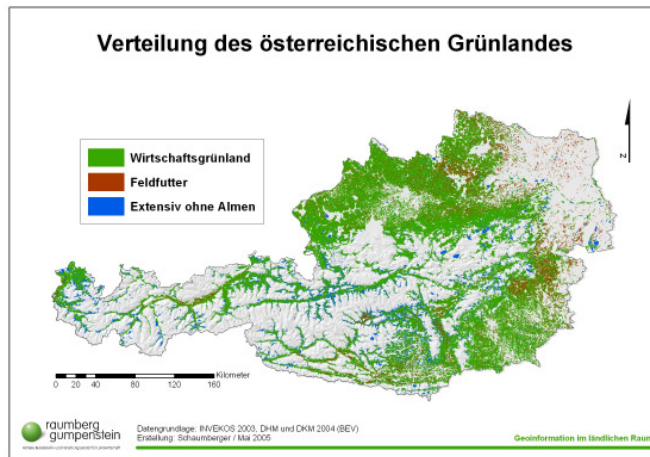 Verteilung des österreichischen Grünlandes
Wirtschaftsgrünland
Feldfutter
Extensiv ohne Almen
N
Kilometer
0 20 40 80 120 160
raumberg
gumpenstein
Datengrundlage: INVEKOS 2003, DHM und DKM 2004 (BEV)
Erstellung: Schaumberger / Mai 2005
Geoinformation im ländlichen Raum